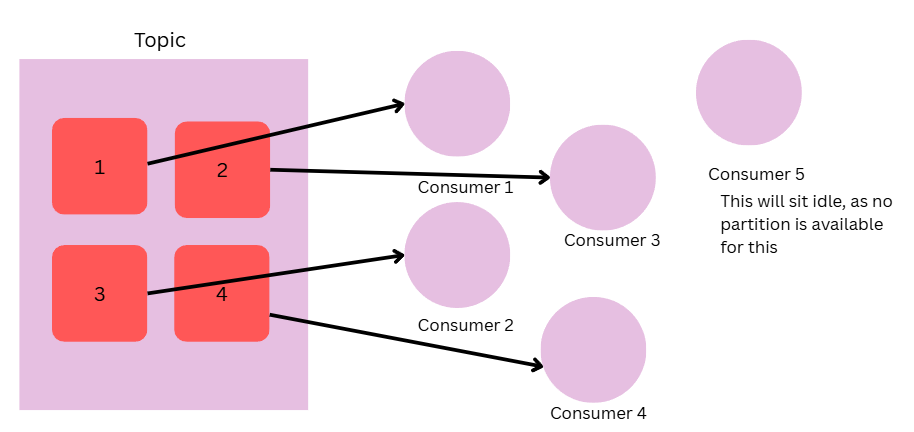 Topic
1
2
3
4
Consumer 1
Consumer 3
Consumer 2
Consumer 4
Consumer 5
This will sit idle, as no
partition is available
for this